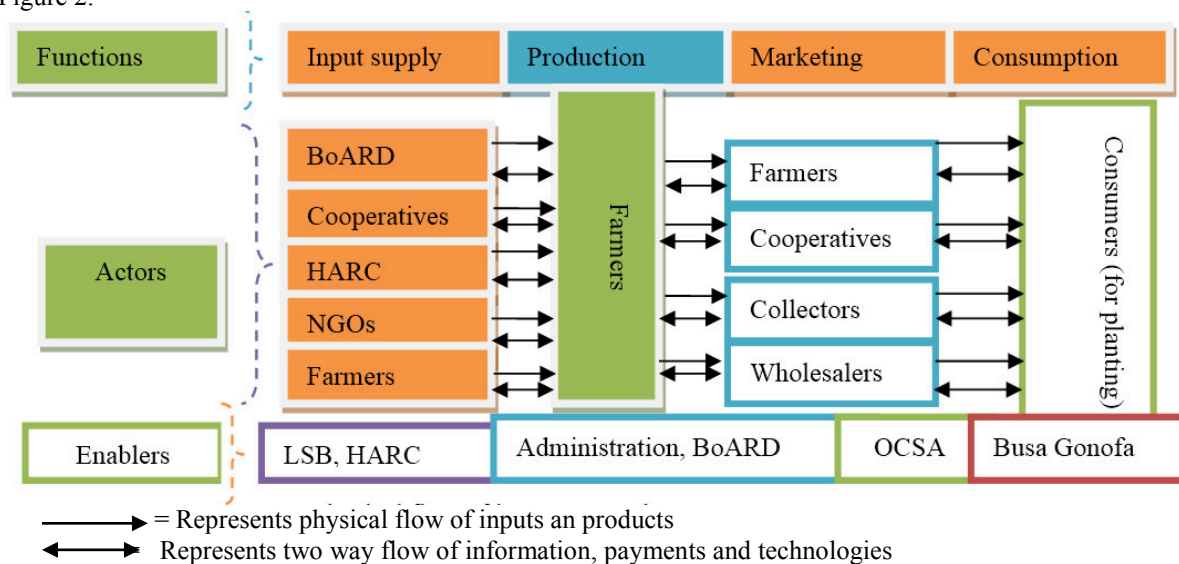 Figure 2.
Functions
Input supply
Production
Marketing
Consumption
Actors
BoARD
Cooperatives
HARC
NGOs
Farmers
Farmers
Farmers
Cooperatives
Collectors
Wholesalers
Consumers (for planting)
Enablers
LSB, HARC
Administration, BoARD
OCSA
Busa Gonofa
= Represents physical flow of inputs an products
Represents two way flow of information, payments and technologies